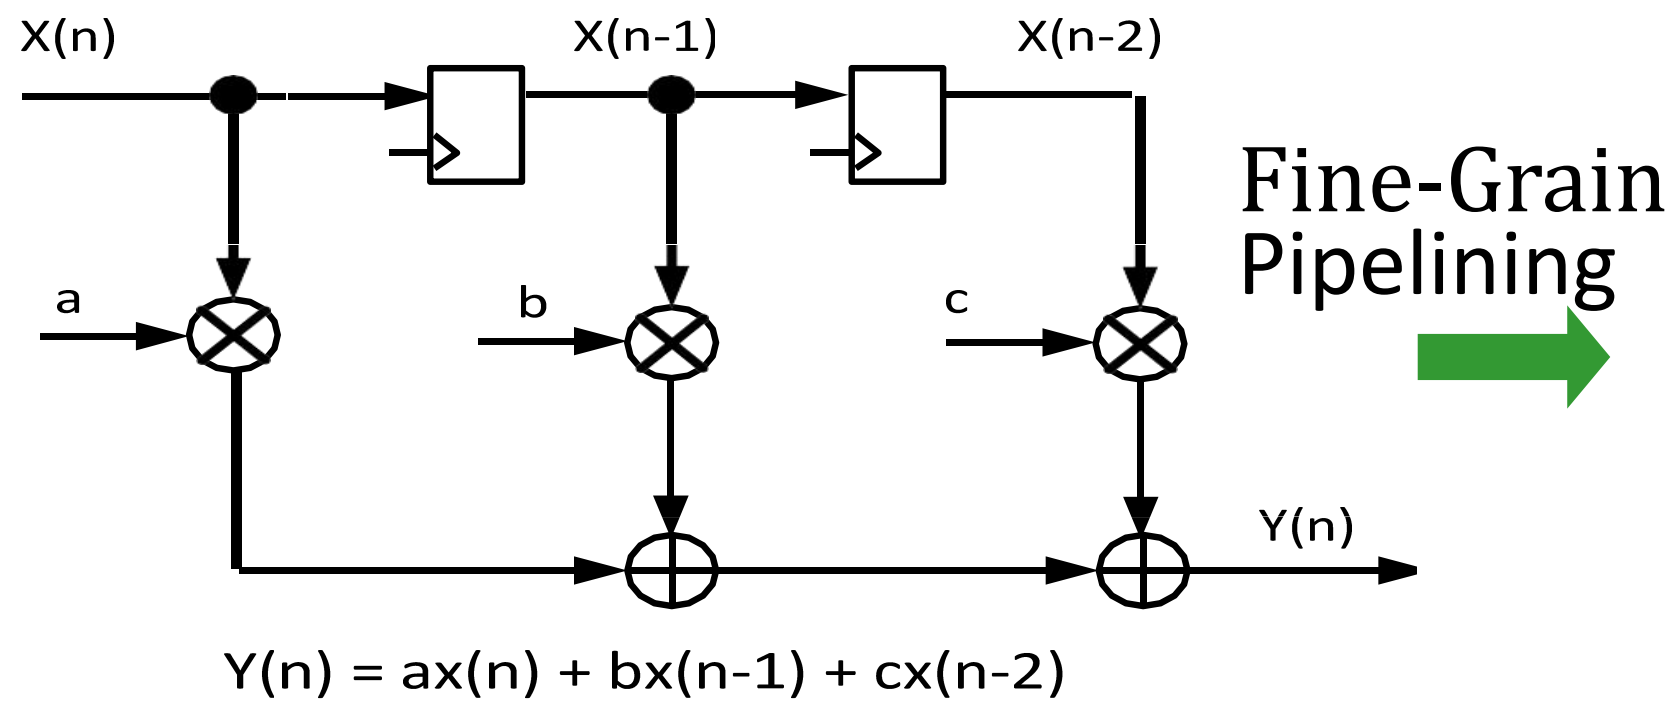 X(n)
X(n-1)
X(n-2)
Fine-Grain
Pipelining
a
b
c
Y(n)
Y(n) = ax(n) + bx(n-1) + cx(n-2)